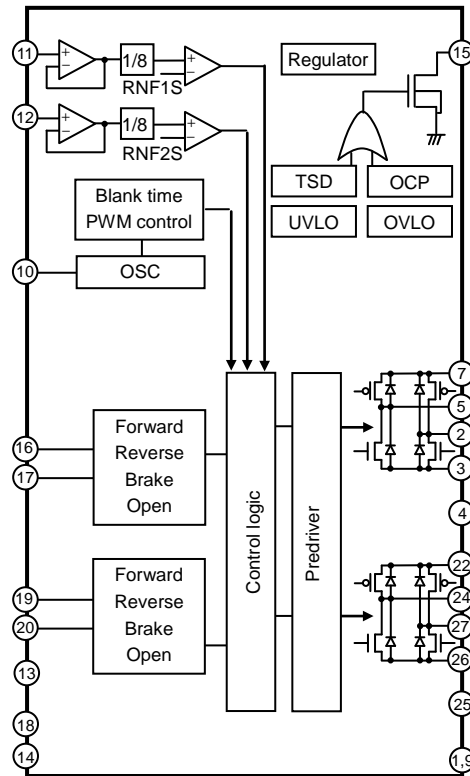 11
1/8
RNF1S
Regulator
15
12
1/8
RNF2S
TSD
OCP
UVLO
OVLO
Blank time
PWM control
10
OSC
7
5
2
3
4
16
17
Forward
Reverse
Brake
Open
Control logic
Predriver
22
24
27
26
25
19
20
Forward
Reverse
Brake
Open
13
18
14
1,9